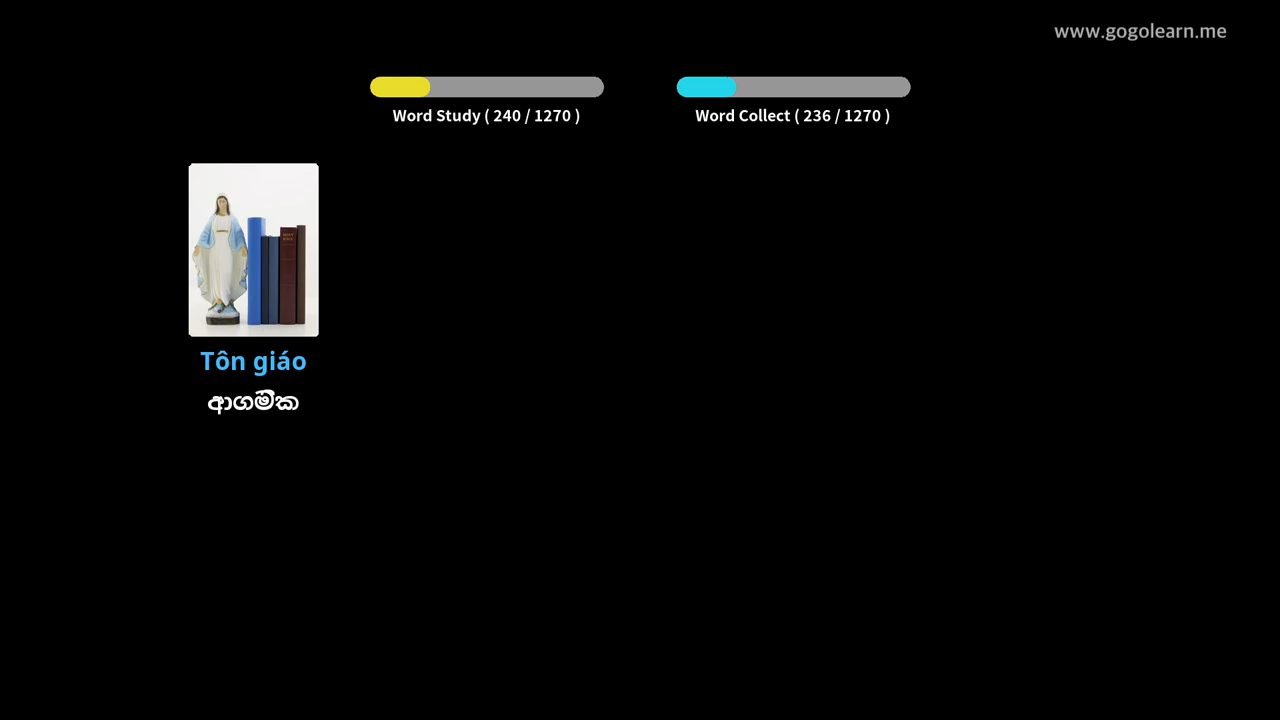 www.gogolearn.me
Word Study ( 240 / 1270 )
Word Collect ( 236 / 1270 )
Tôn giáo
ආගමික